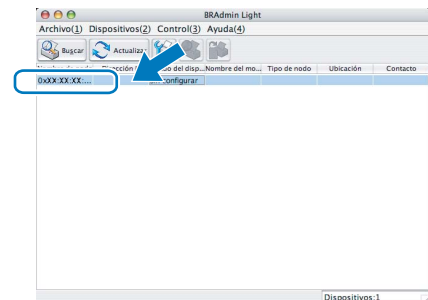 BRAdmin Light
Archivo(1) Dispositivos(2) Control(3) Ayuda(4)
Buscar Actualizar
Nombre del mo... Tipo de nodo Ubicación Contacto
0xXX:XX:XX:... configurar
Dispositivos:1